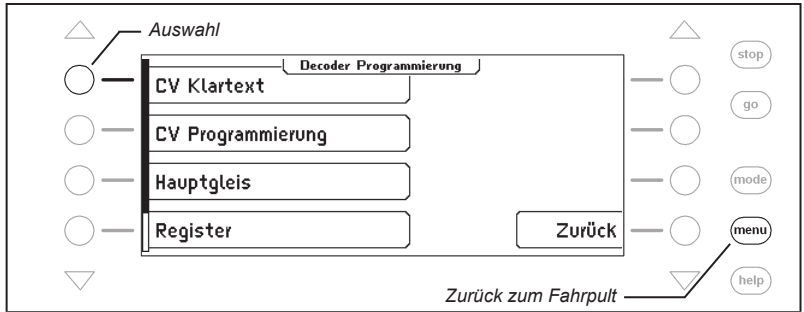 Auswahl
stop
Decoder Programmierung
CV Klartext
go
CV Programmierung
Hauptgleis
mode
Register
Zurück
menu
help
Zurück zum Fahrpult